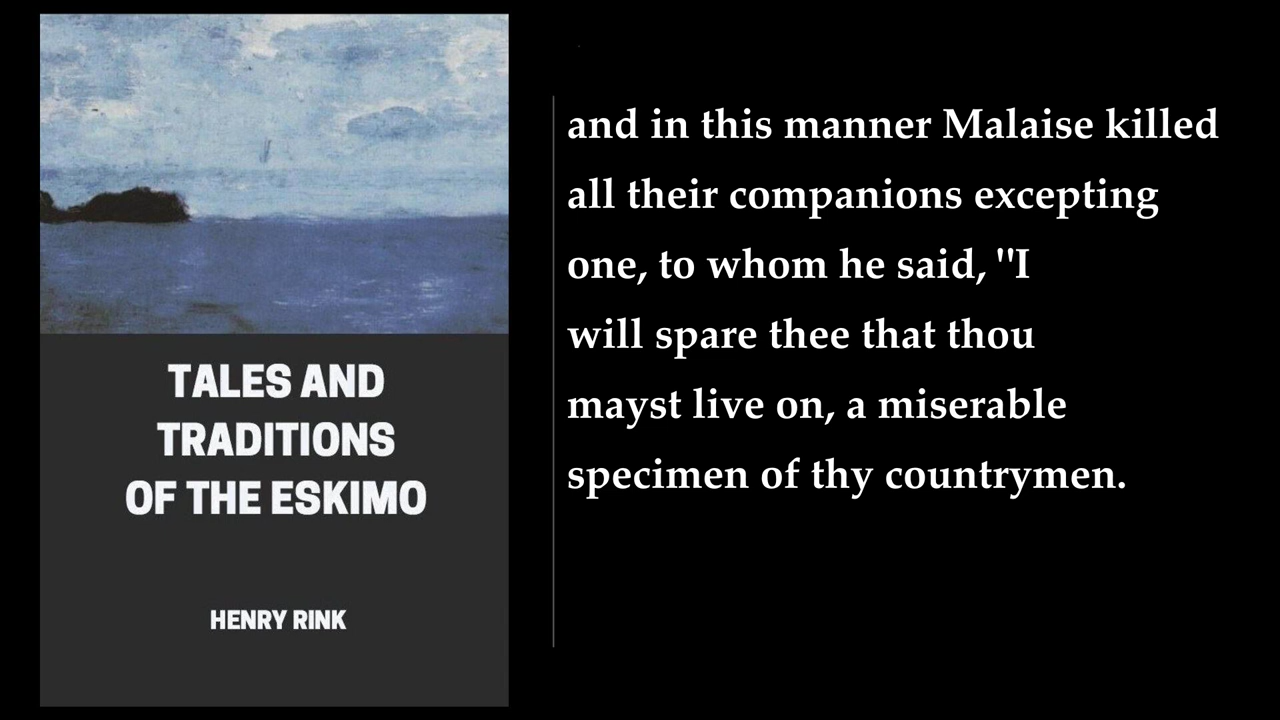 TALES AND
TRADITIONS
OF THE ESKIMO
HENRY RINK
and in this manner Malaise killed
all their companions excepting
one, to whom he said, "I
will spare thee that thou
mayst live on, a miserable
specimen of thy countrymen.